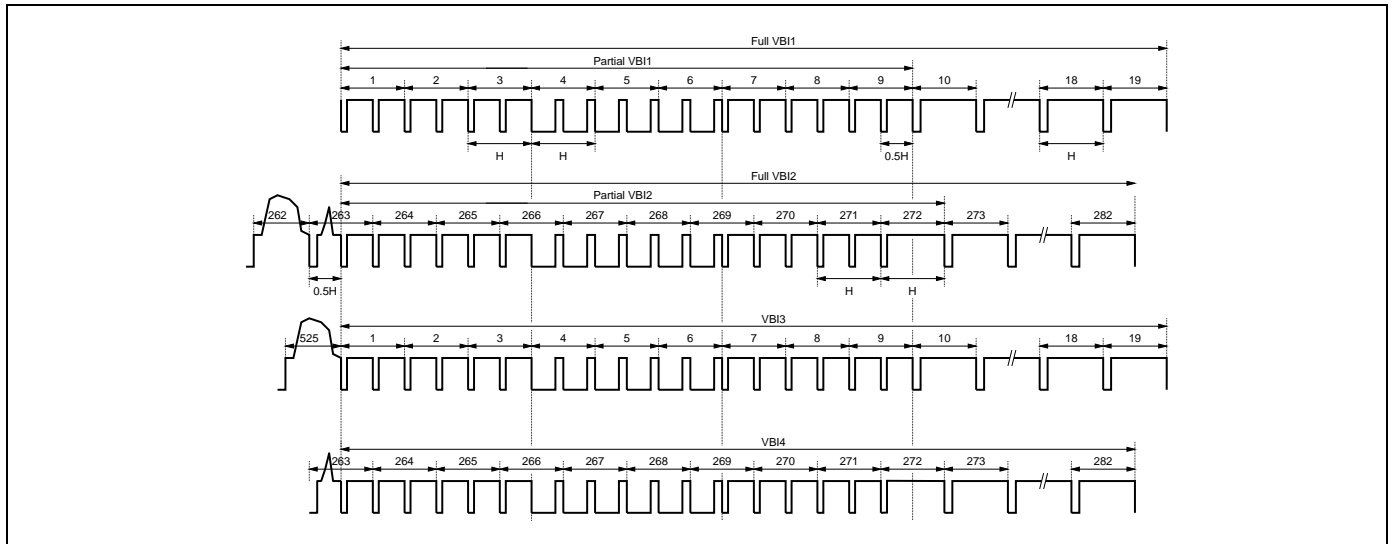 Full VBI1
Partial VBI1
1 2 3 4 5 6 7 8 9 10 18 19
H H 0.5H H
Full VBI2
Partial VBI2
262 263 264 265 266 267 268 269 270 271 272 273 282
0.5H H H
VBI3
525 1 2 3 4 5 6 7 8 9 10 18 19
VBI4
263 264 265 266 267 268 269 270 271 272 273 282